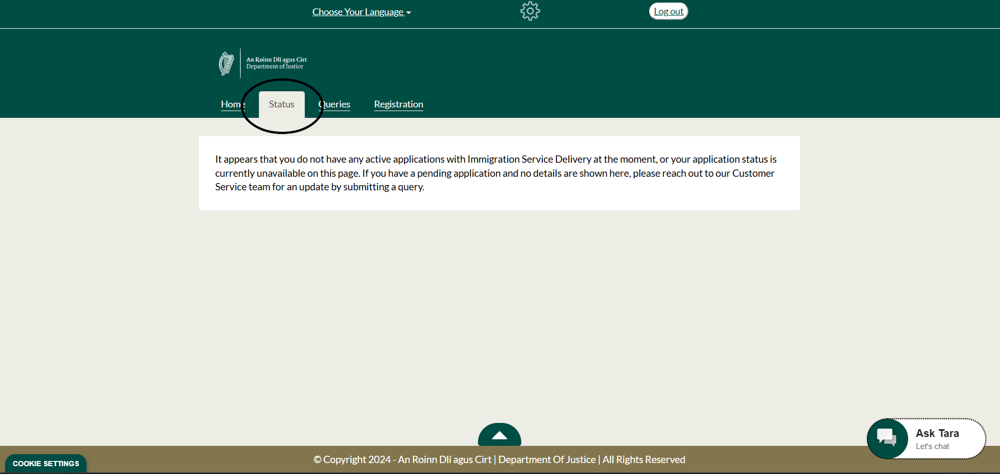 Choose Your Language
Log out
An Roinn Dlí agus Cirt
Department of Justice
Home
Status
Queries
Registration
It appears that you do not have any active applications with Immigration Service Delivery at the moment, or your application status is
currently unavailable on this page. If you have a pending application and no details are shown here, please reach out to our Customer
Service team for an update by submitting a query.
Ask Tara
Let's chat
© Copyright 2024 - An Roinn Dlí agus Cirt | Department Of Justice | All Rights Reserved
COOKIE SETTINGS